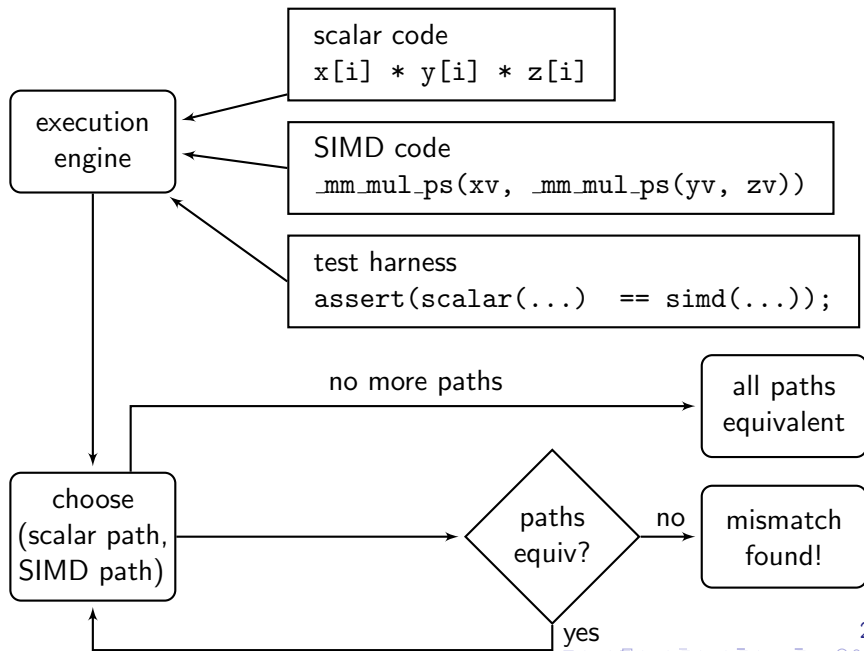 scalar code
x[i] * y[i] * z[i]
execution
engine
SIMD code
_mm_mul_ps(xv, _mm_mul_ps(yv, zv))
test harness
assert(scalar(...) == simd(...));
no more paths
all paths
equivalent
choose
(scalar path,
SIMD path)
paths
equiv?
no
mismatch
found!
yes